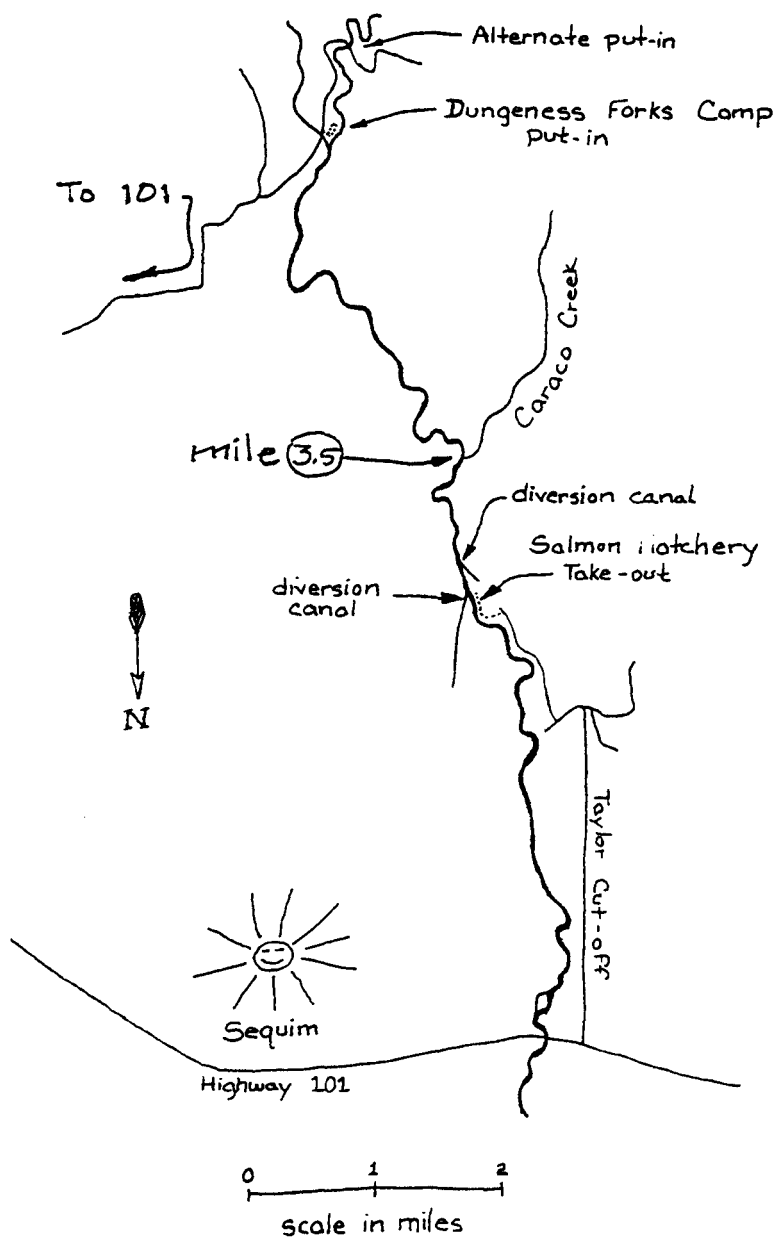 Alternate put-in
Dungeness Forks Camp
put-in
To 101
Caraco Creek
mile 3.5
diversion canal
Salmon
Take-out
diversion
canal
N
Taylor Cut-off
Sequim
Highway 101
0 1 2
scale in miles